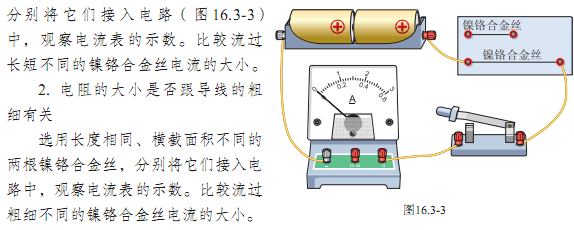 分别将它们接入电路(图16.3-3)
中，观察电流表的示数。比较流过
长短不同的镍铬合金丝电流的大小。
2. 电阻的大小是否跟导线的粗
细有关
选用长度相同、横截面积不同的
两根镍铬合金丝，分别将它们接入电
路中，观察电流表的示数。比较流过
粗细不同的镍铬合金丝电流的大小。
镍铬合金丝
镍铬合金丝
0 1 2 3
0 0.2 0.4 0.6
A
图16.3-3